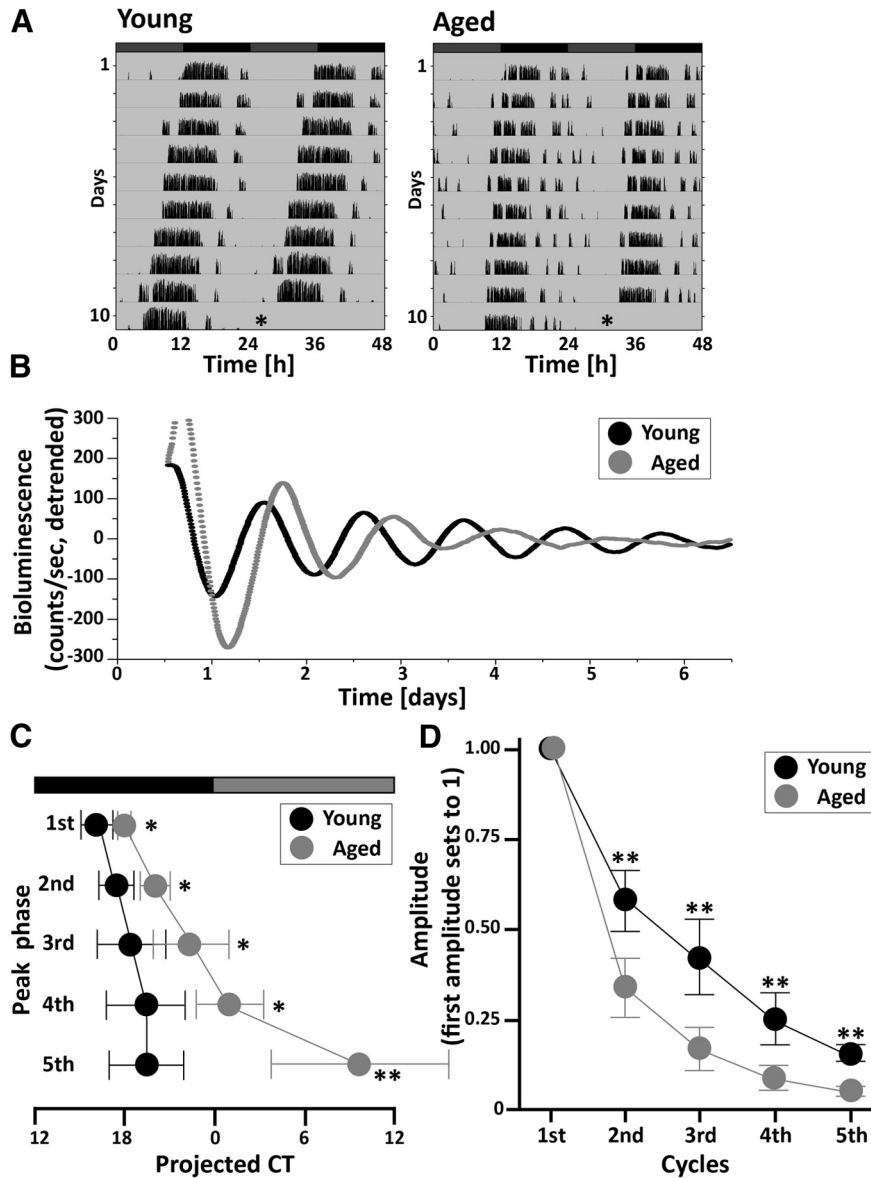 A
Young
Aged
1
Days
10
*
0 12 24 36 48
Time [h]
*
0 12 24 36 48
Time [h]
Days
1
10
B
Bioluminescence
(counts/sec, detrended)
300
200
100
0
-100
-200
-300
Young
Aged
0 1 2 3 4 5 6
Time [days]
C
Peak phase
Young
Aged
1st *
2nd *
3rd *
4th *
5th **
12 18 0 6 12
Projected CT
D
Amplitude
(first amplitude sets to 1)
1.00
0.75
0.50
0.25
0
Young
Aged
**
**
**
**
1st 2nd 3rd 4th 5th
Cycles